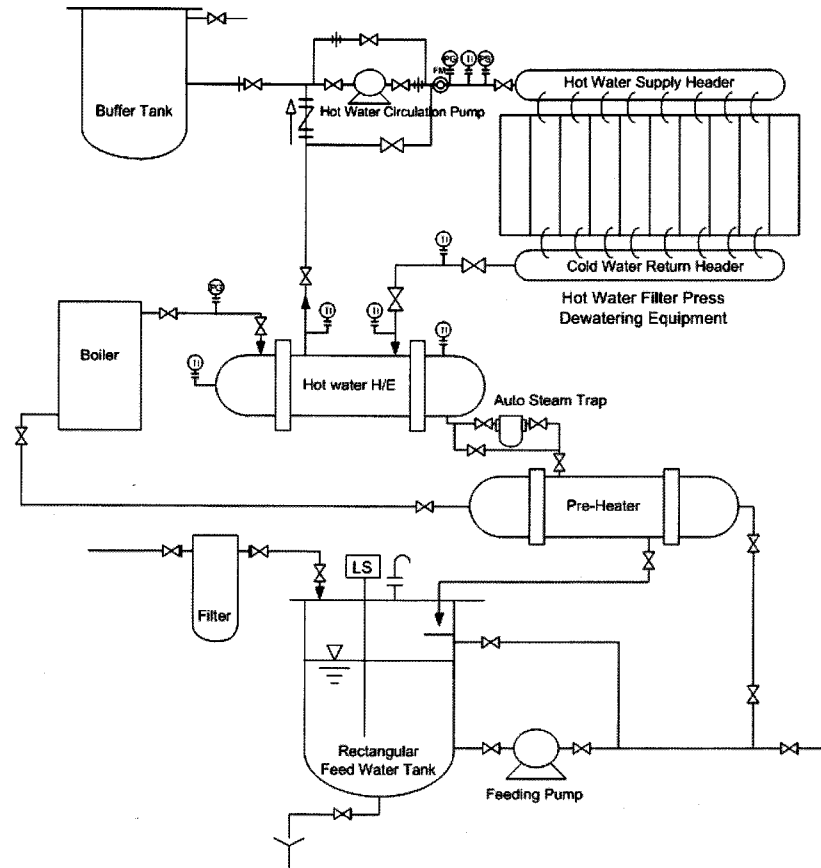 Buffer Tank
FM
PG
Ti
PS
Hot Water Supply Header
Hot Water Circulation Pump
Ti
Cold Water Return Header
Hot Water Filter Press
Dewatering Equipment
PG
Boiler
Ti
Ti
Ti
Ti
Hot water H/E
Auto Steam Trap
Pre-Heater
LS
Filter
Rectangular
Feed Water Tank
Feeding Pump